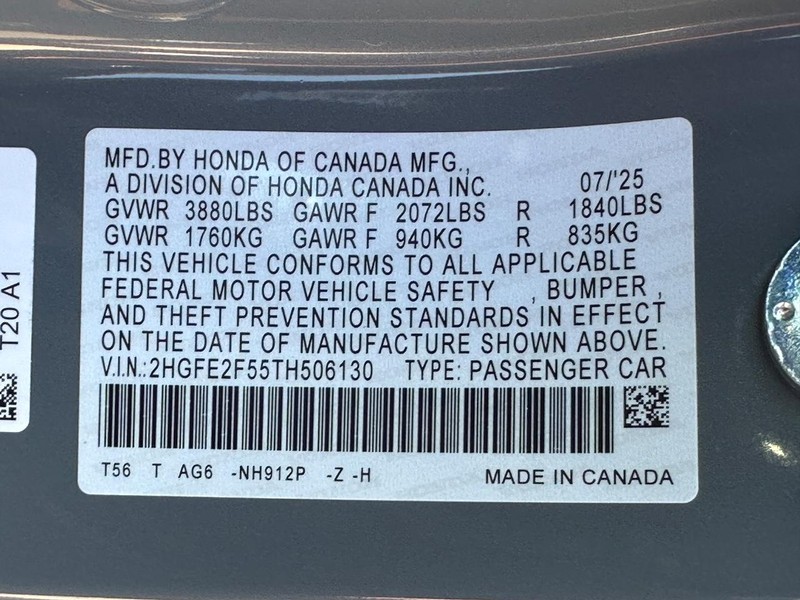 MFD.BY HONDA OF CANADA MFG.,
A DIVISION OF HONDA CANADA INC. 07/'25
GVWR 3880LBS GAWR F 2072LBS R 1840LBS
GVWR 1760KG GAWR F 940KG R 835KG
THIS VEHICLE CONFORMS TO ALL APPLICABLE
FEDERAL MOTOR VEHICLE SAFETY , BUMPER ,
AND THEFT PREVENTION STANDARDS IN EFFECT
ON THE DATE OF MANUFACTURE SHOWN ABOVE.
V.I.N.:2HGFE2F55TH506130 TYPE: PASSENGER CAR
T56 T AG6 -NH912P -Z -H MADE IN CANADA
T20 A1